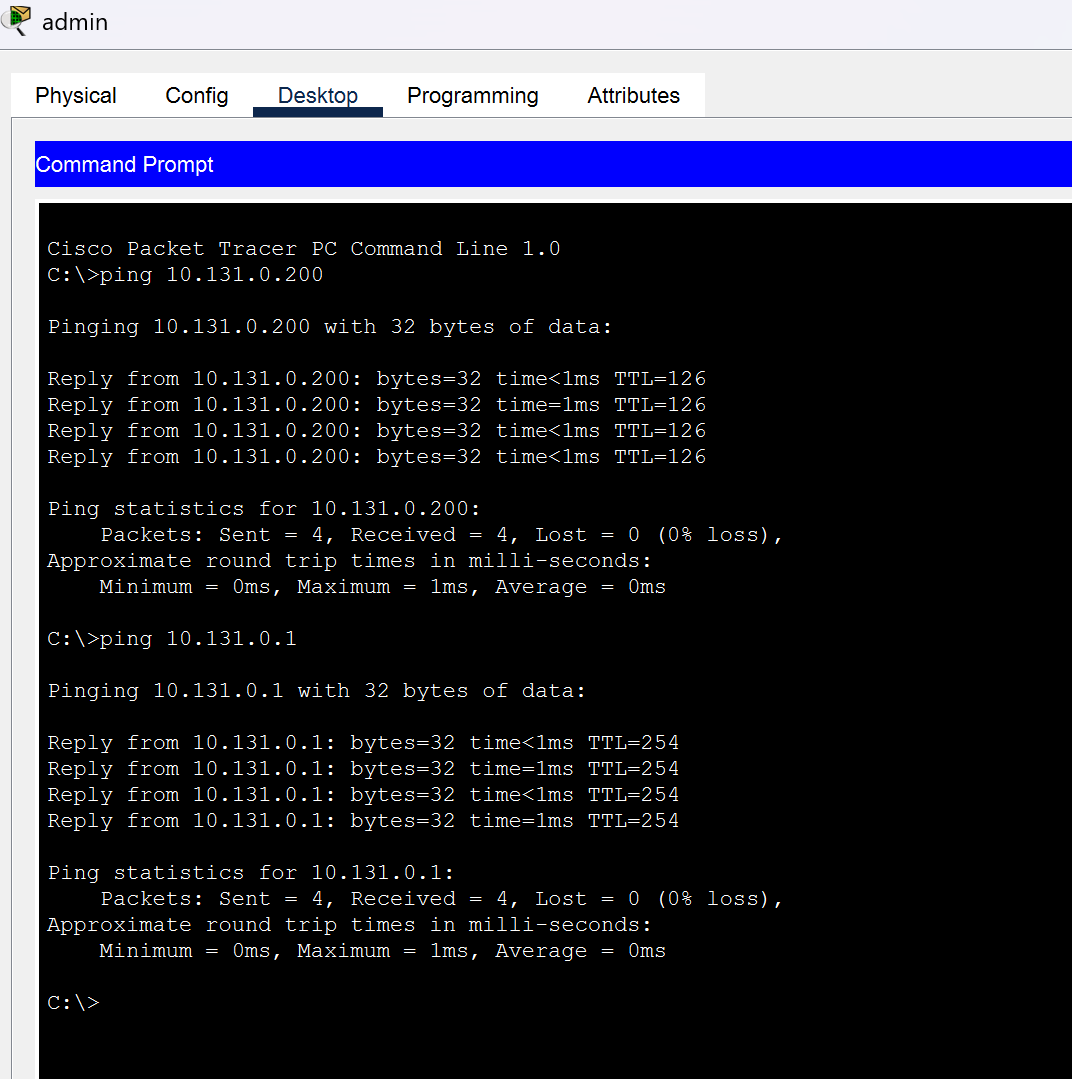 admin
Physical Config Desktop Programming Attributes
Command Prompt
Cisco Packet Tracer PC Command Line 1.0
C:\>ping 10.131.0.200
Pinging 10.131.0.200 with 32 bytes of data:
Reply from 10.131.0.200: bytes=32 time<1ms TTL=126
Reply from 10.131.0.200: bytes=32 time=1ms TTL=126
Reply from 10.131.0.200: bytes=32 time<1ms TTL=126
Reply from 10.131.0.200: bytes=32 time<1ms TTL=126
Ping statistics for 10.131.0.200:
Packets: Sent = 4, Received = 4, Lost = 0 (0% loss),
Approximate round trip times in milli-seconds:
Minimum = 0ms, Maximum = 1ms, Average = 0ms
C:\>ping 10.131.0.1
Pinging 10.131.0.1 with 32 bytes of data:
Reply from 10.131.0.1: bytes=32 time<1ms TTL=254
Reply from 10.131.0.1: bytes=32 time=1ms TTL=254
Reply from 10.131.0.1: bytes=32 time<1ms TTL=254
Reply from 10.131.0.1: bytes=32 time=1ms TTL=254
Ping statistics for 10.131.0.1:
Packets: Sent = 4, Received = 4, Lost = 0 (0% loss),
Approximate round trip times in milli-seconds:
Minimum = 0ms, Maximum = 1ms, Average = 0ms
C:\>